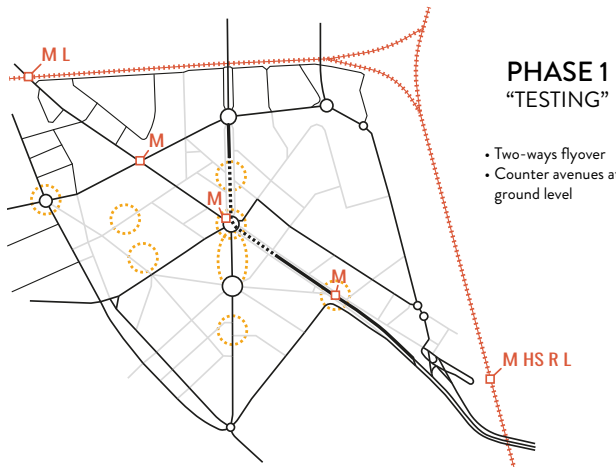 M L
PHASE 1
“TESTING”
M
• Two-ways flyover
• Counter avenues at
ground level
M
M
M HS R L